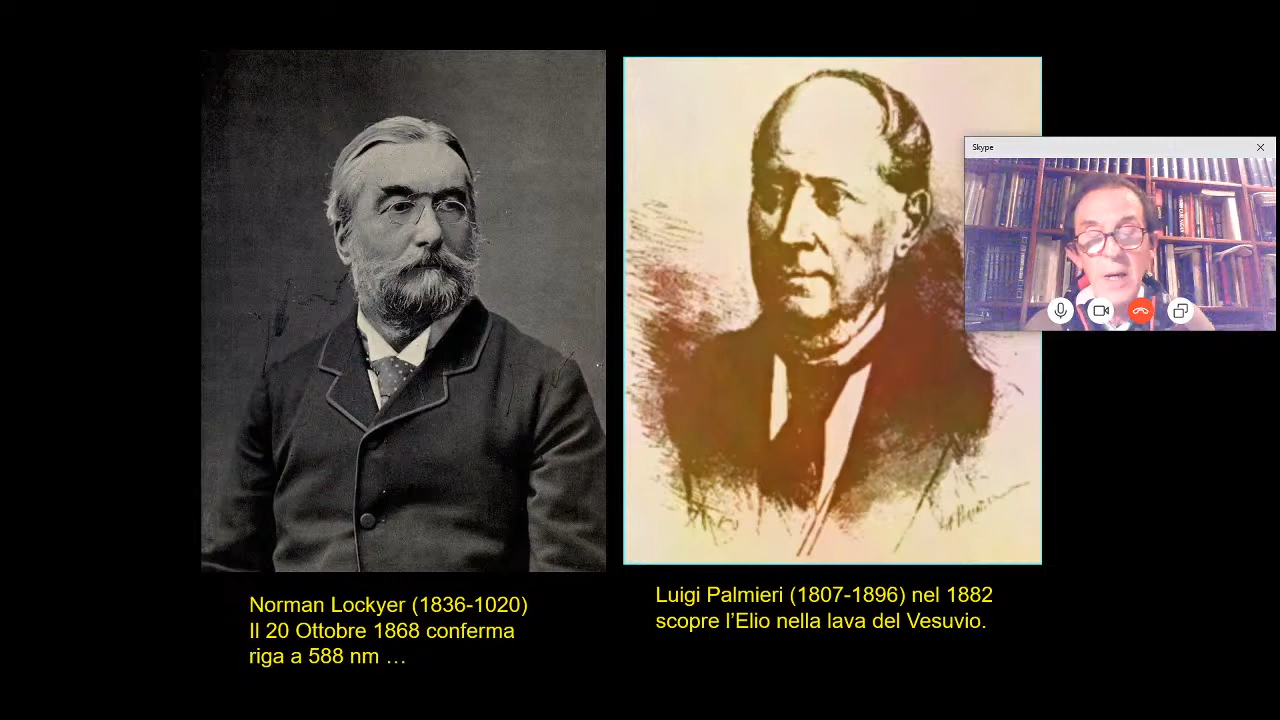 Skype
Norman Lockyer (1836-1020)
Il 20 Ottobre 1868 conferma
riga a 588 nm …
Luigi Palmieri (1807-1896) nel 1882
scopre l’Elio nella lava del Vesuvio.